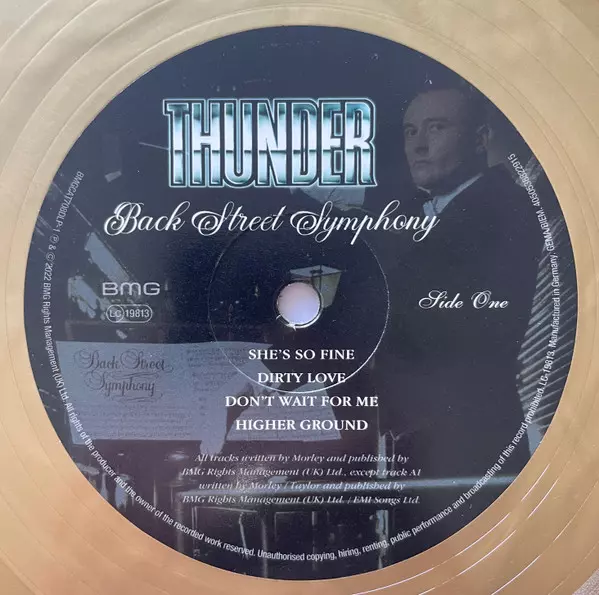 THUNDER
Back Street Symphony
BMG
LC 19813
Side One
Back Street
Symphony
SHE'S SO FINE
DIRTY LOVE
DON'T WAIT FOR ME
HIGHER GROUND
All tracks written by Morley and published by
BMG Rights Management (UK) Ltd., except track A1
written by Morley / Taylor and published by
BMG Rights Management (UK) Ltd. / EMI Songs Ltd.
BMGCAT708DLP-1 ℗ & © 2022 BMG Rights Management (UK) Ltd. All rights of the producer and the owner of the recorded work reserved. Unauthorised copying, hiring, renting, public performance and broadcasting of this record prohibited. LC-19813. Manufactured in Germany. GEMA/BIEM.